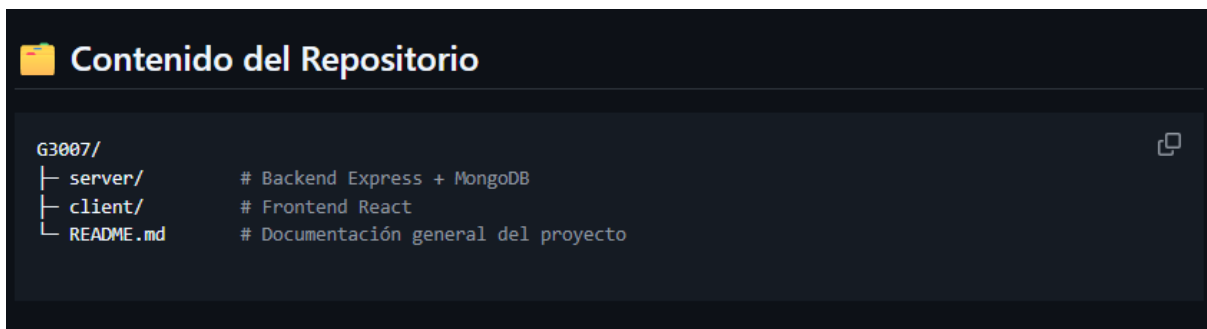 Contenido del Repositorio
G3007/
├─ server/        # Backend Express + MongoDB
├─ client/        # Frontend React
└─ README.md      # Documentación general del proyecto